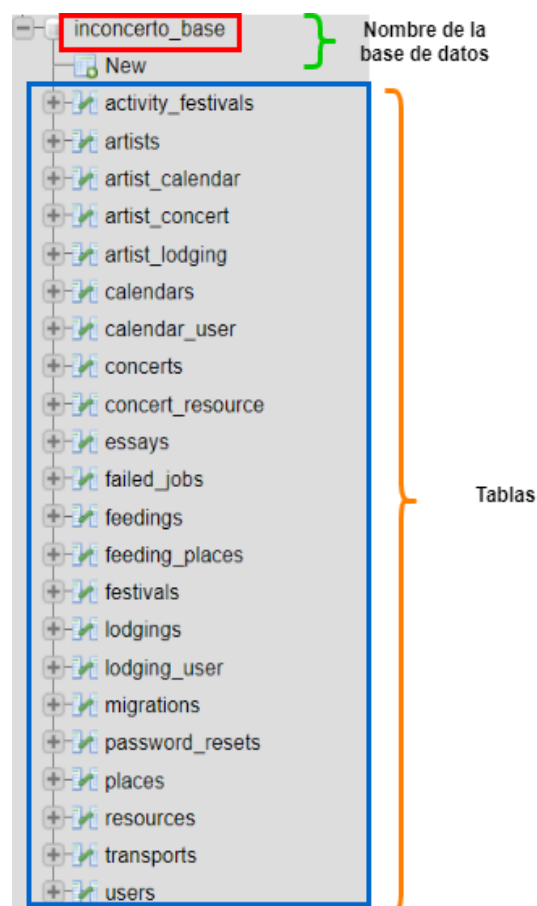 inconcerto_base
Nombre de la
base de datos
New
activity_festivals
artists
artist_calendar
artist_concert
artist_lodging
calendars
calendar_user
concerts
concert_resource
essays
failed_jobs
feedings
feeding_places
festivals
lodgings
lodging_user
migrations
password_resets
places
resources
transports
users
Tablas